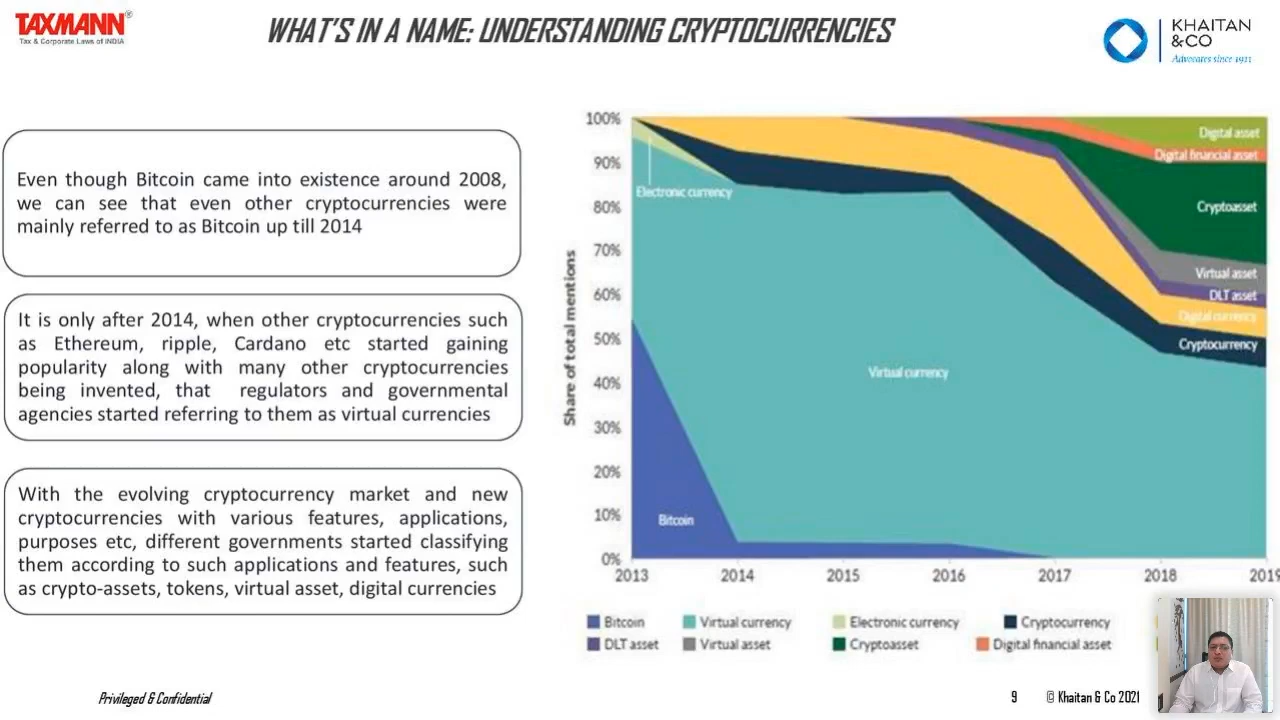 TAXMANN®
Tax & Corporate Laws of INDIA
WHAT'S IN A NAME: UNDERSTANDING CRYPTOCURRENCIES
KHAITAN
&CO
Advocates since 1911
Even though Bitcoin came into existence around 2008,
we can see that even other cryptocurrencies were
mainly referred to as Bitcoin up till 2014
It is only after 2014, when other cryptocurrencies such
as Ethereum, ripple, Cardano etc started gaining
popularity along with many other cryptocurrencies
being invented, that regulators and governmental
agencies started referring to them as virtual currencies
With the evolving cryptocurrency market and new
cryptocurrencies with various features, applications,
purposes etc, different governments started classifying
them according to such applications and features, such
as crypto-assets, tokens, virtual asset, digital currencies
Share of total mentions
100%
90%
80%
70%
60%
50%
40%
30%
20%
10%
0%
2013 2014 2015 2016 2017 2018 2019
Electronic currency
Virtual currency
Bitcoin
Digital asset
Digital financial asset
Cryptoasset
Virtual asset
DLT asset
Digital currency
Cryptocurrency
Bitcoin Virtual currency Electronic currency Cryptocurrency
DLT asset Virtual asset Cryptoasset Digital financial asset
Privileged & Confidential
9
© Khaitan & Co 2021